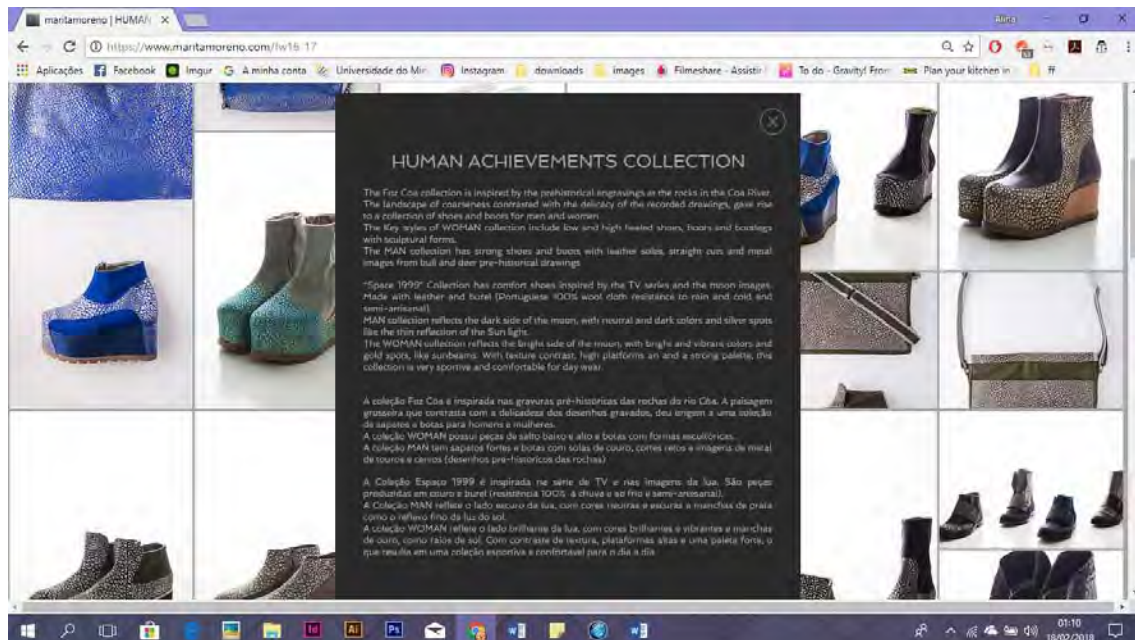 maritamoreno | HUMAN
Alina
https://www.maritamoreno.com/fw16-17
Aplicações Facebook Imgur A minha conta Universidade do Min Instagram downloads images Filmeshare - Assistir To do - Gravity! From Plan your kitchen in ff
HUMAN ACHIEVEMENTS COLLECTION
The Foz Coa collection is inspired by the prehistorical engravings at the rocks in the Coa River.
The landscape of coarseness contrasted with the delicacy of the recorded drawings, gave rise
to a collection of shoes and boots for men and women.
The Key styles of WOMAN collection include low and high heeled shoes, boots and bootlegs
with sculptural forms.
The MAN collection has strong shoes and boots with leather soles, straight cuts and metal
images from bull and deer pre-historical drawings
"Space 1999" Collection has comfort shoes inspired by the TV series and the moon images.
Made with leather and burel (Portuguese 100% wool cloth resistance to rain and cold and
semi-artisanal).
MAN collection reflects the dark side of the moon, with neutral and dark colors and silver spots
like the thin reflection of the Sun light.
The WOMAN collection reflects the bright side of the moon, with bright and vibrant colors and
gold spots, like sunbeams. With texture contrast, high platforms an and a strong palette, this
collection is very sportive and comfortable for day wear.
A coleção Foz Côa é inspirada nas gravuras pré-históricas das rochas do rio Côa. A paisagem
grosseira que contrasta com a delicadeza dos desenhos gravados, deu origem a uma coleção
de sapatos e botas para homens e mulheres.
A coleção WOMAN possui peças de salto baixo e alto e botas com formas escultóricas.
A coleção MAN tem sapatos fortes e botas com solas de couro, cortes retos e imagens de metal
de touros e cervos (desenhos pré-históricos das rochas)
A Coleção Espaço 1999 é inspirada na série de TV e nas imagens da lua. São peças
produzidas em couro e burel (resistência 100% à chuva e ao frio e semi-artesanal).
A Coleção MAN reflete o lado escuro da lua, com cores neutras e escuras e manchas de prata
como o reflexo fino da luz do sol.
A coleção WOMAN reflete o lado brilhante da lua, com cores brilhantes e vibrantes e manchas
de ouro, como raios de sol. Com contraste de textura, plataformas altas e uma paleta forte, o
que resulta em uma coleção esportiva e confortável para o dia a dia
Id Ai Ps
01:10
18/02/2018